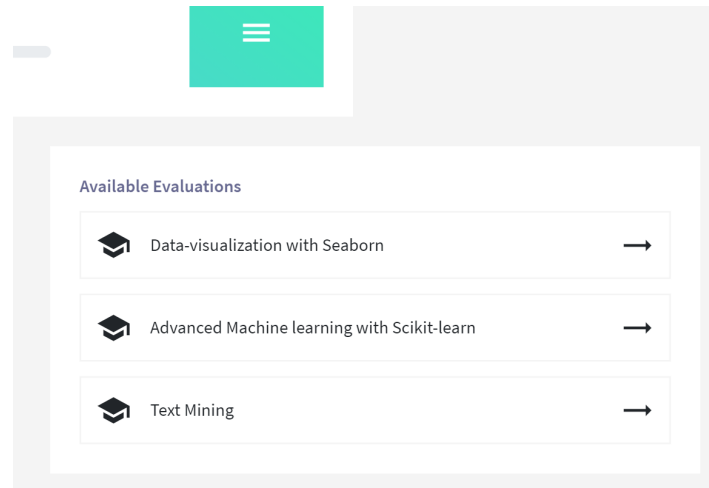 Available Evaluations
Data-visualization with Seaborn
Advanced Machine learning with Scikit-learn
Text Mining